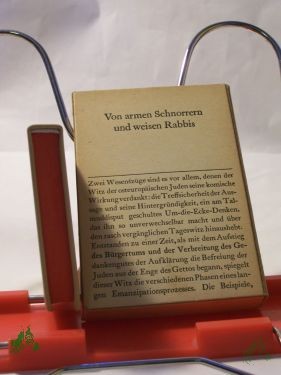 Von armen Schnorrern
und weisen Rabbis
Zwei Wesenszüge sind es vor allem, denen der
Witz der osteuropäischen Juden seine komische
Wirkung verdankt: die Treffsicherheit der Aus-
sage und seine Hintergründigkeit, ein am Tal-
muddisput geschultes Um-die-Ecke-Denken,
das ihn so unverwechselbar macht und über
den rasch vergänglichen Tageswitz hinaushebt.
Entstanden zu einer Zeit, als mit dem Aufstieg
des Bürgertums und der Verbreitung des Ge-
dankengutes der Aufklärung die Befreiung der
Juden aus der Enge des Gettos begann, spiegelt
dieser Witz die verschiedenen Phasen eines lan-
gen Emanzipationsprozesses. Die Beispiele,